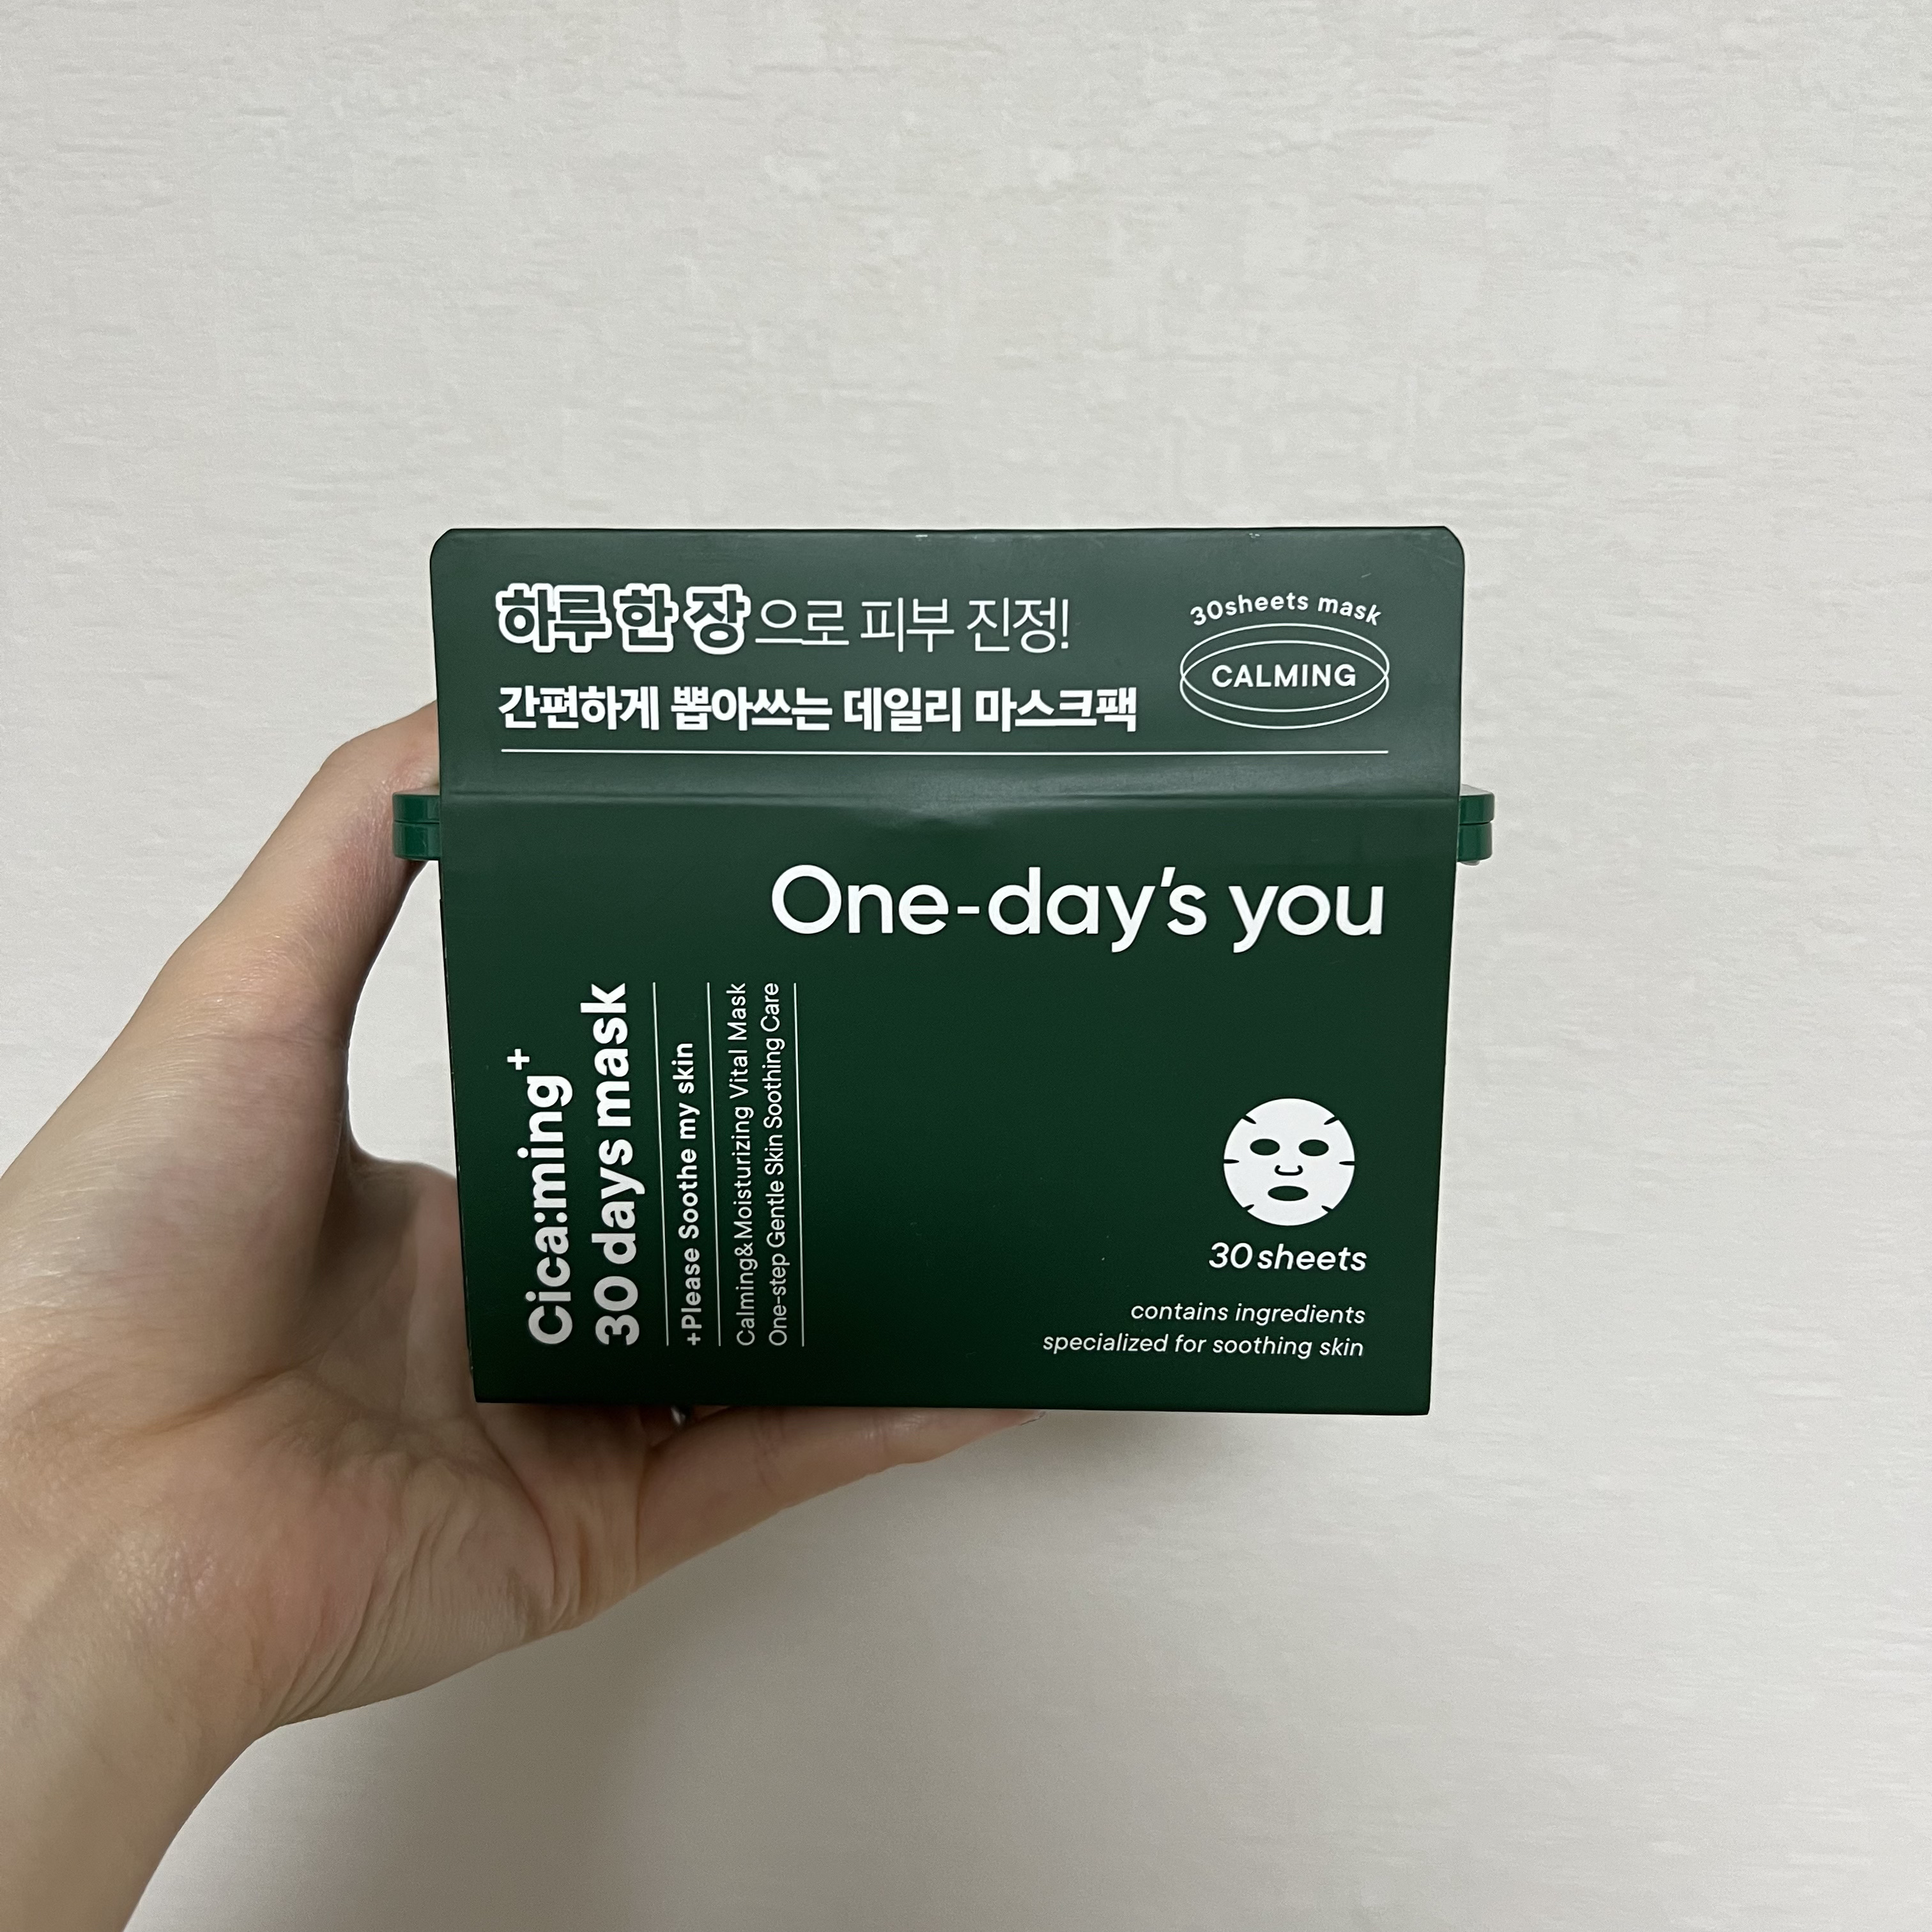 하루 한 장으로 피부 진정!
간편하게 뽑아쓰는 데일리 마스크팩
30sheets mask
CALMING
One-day's you
Cica:ming+
30 days mask
+Please Soothe my skin
Calming&Moisturizing Vital Mask
One-step Gentle Skin Soothing Care
30 sheets
contains ingredients
specialized for soothing skin